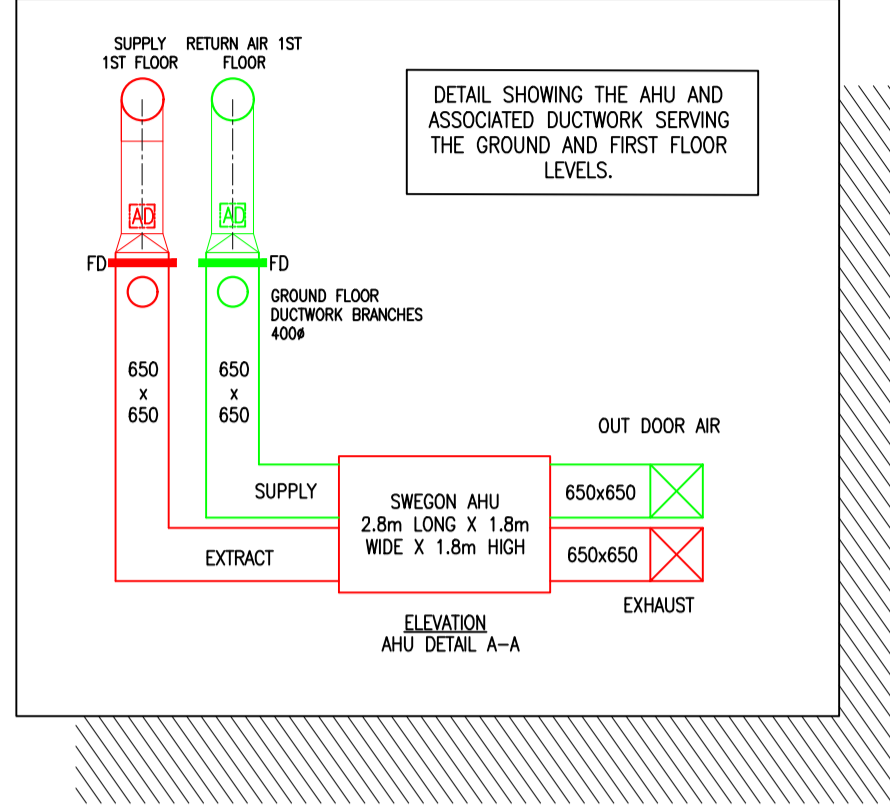 SUPPLY
1ST FLOOR
RETURN AIR 1ST
FLOOR
DETAIL SHOWING THE AHU AND
ASSOCIATED DUCTWORK SERVING
THE GROUND AND FIRST FLOOR
LEVELS.
AD
AD
FD
FD
GROUND FLOOR
DUCTWORK BRANCHES
400ø
650
x
650
650
x
650
OUT DOOR AIR
SUPPLY
SWEGON AHU
2.8m LONG X 1.8m
WIDE X 1.8m HIGH
650x650
EXTRACT
650x650
EXHAUST
ELEVATION
AHU DETAIL A-A